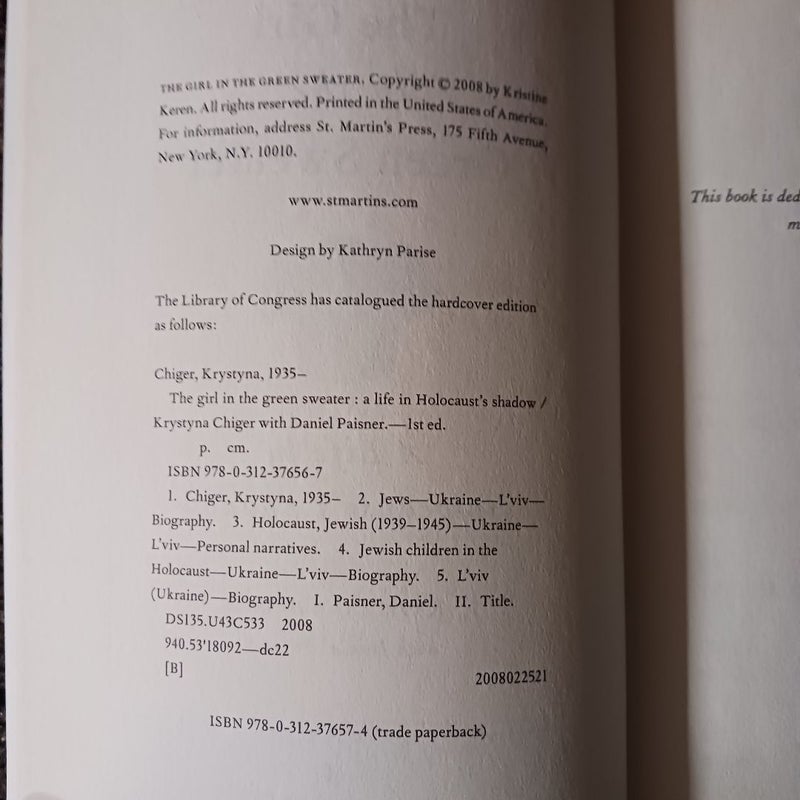 THE GIRL IN THE GREEN SWEATER. Copyright © 2008 by Kristine
Keren. All rights reserved. Printed in the United States of America.
For information, address St. Martin's Press, 175 Fifth Avenue,
New York, N.Y. 10010.
www.stmartins.com
Design by Kathryn Parise
The Library of Congress has catalogued the hardcover edition
as follows:
Chiger, Krystyna, 1935–
The girl in the green sweater : a life in Holocaust's shadow /
Krystyna Chiger with Daniel Paisner.—1st ed.
p. cm.
ISBN 978-0-312-37656-7
1. Chiger, Krystyna, 1935– 2. Jews—Ukraine—L'viv—
Biography. 3. Holocaust, Jewish (1939–1945)—Ukraine—
L'viv—Personal narratives. 4. Jewish children in the
Holocaust—Ukraine—L'viv—Biography. 5. L'viv
(Ukraine)—Biography. I. Paisner, Daniel. II. Title.
DS135.U43C533 2008
940.53'18092—dc22
[B]
2008022521
ISBN 978-0-312-37657-4 (trade paperback)
This book is ded
m